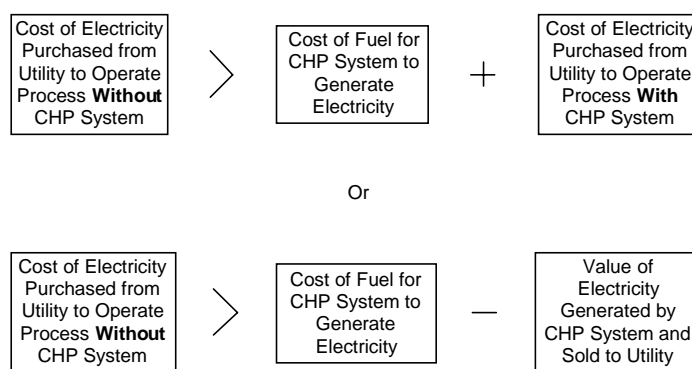 Cost of Electricity
Purchased from
Utility to Operate
Process Without
CHP System
>
Cost of Fuel for
CHP System to
Generate
Electricity
+
Cost of Electricity
Purchased from
Utility to Operate
Process With
CHP System
Or
Cost of Electricity
Purchased from
Utility to Operate
Process Without
CHP System
>
Cost of Fuel for
CHP System to
Generate
Electricity
—
Value of
Electricity
Generated by
CHP System and
Sold to Utility